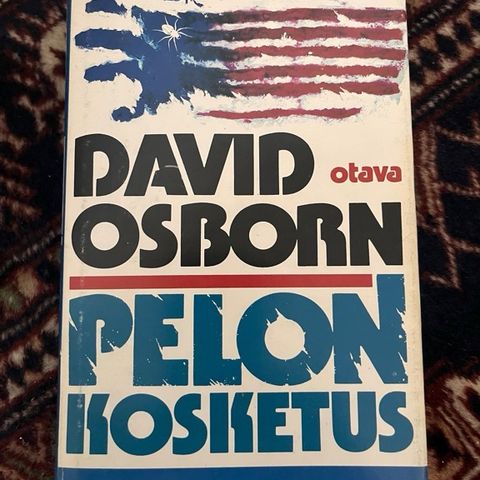 DAVID otava
OSBORN
PELON
KOSKETUS